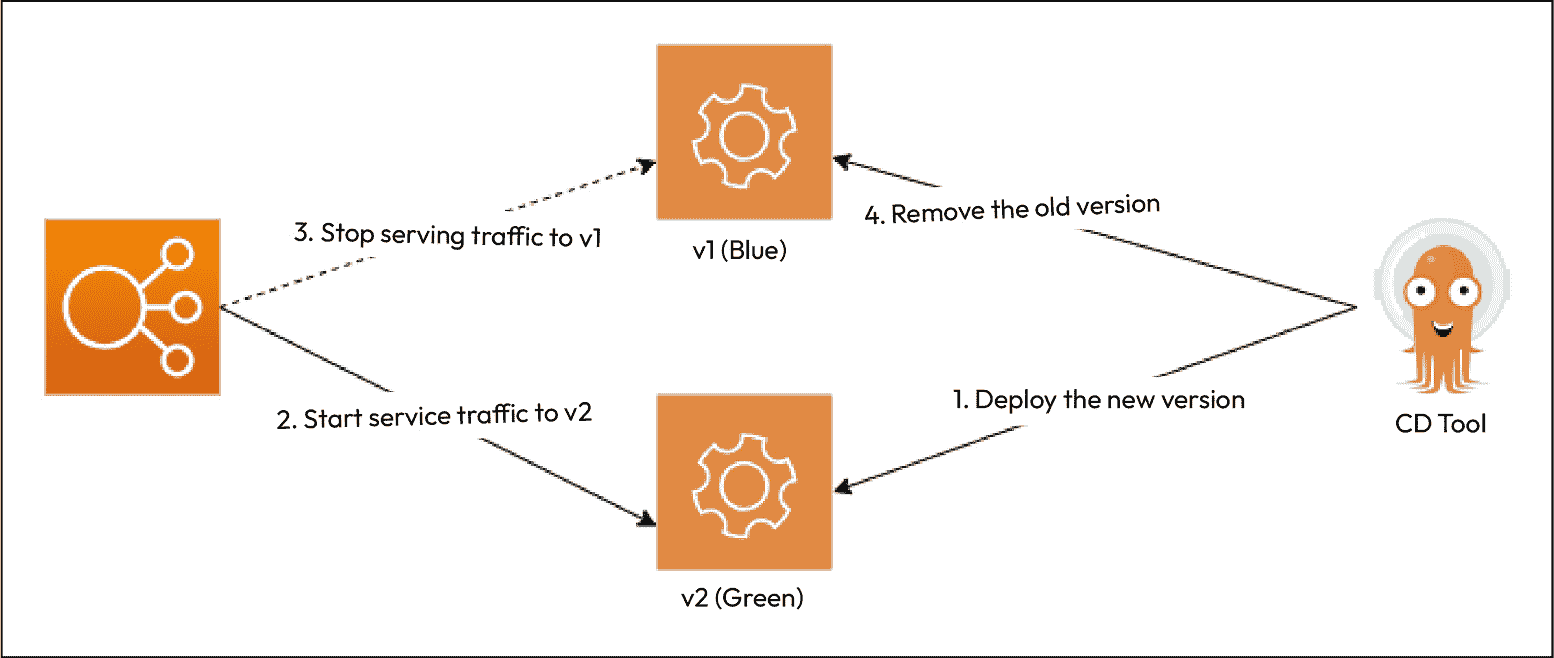 3. Stop serving traffic to v1
v1 (Blue)
4. Remove the old version
2. Start service traffic to v2
1. Deploy the new version
CD Tool
v2 (Green)